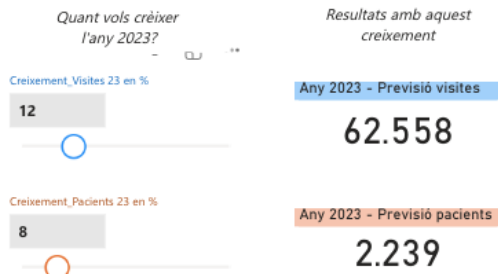 Quant vols crèixer
l'any 2023?
Creixement_Visites 23 en %
12
Creixement_Pacients 23 en %
8
Resultats amb aquest
creixement
Any 2023 - Previsió visites
62.558
Any 2023 - Previsió pacients
2.239